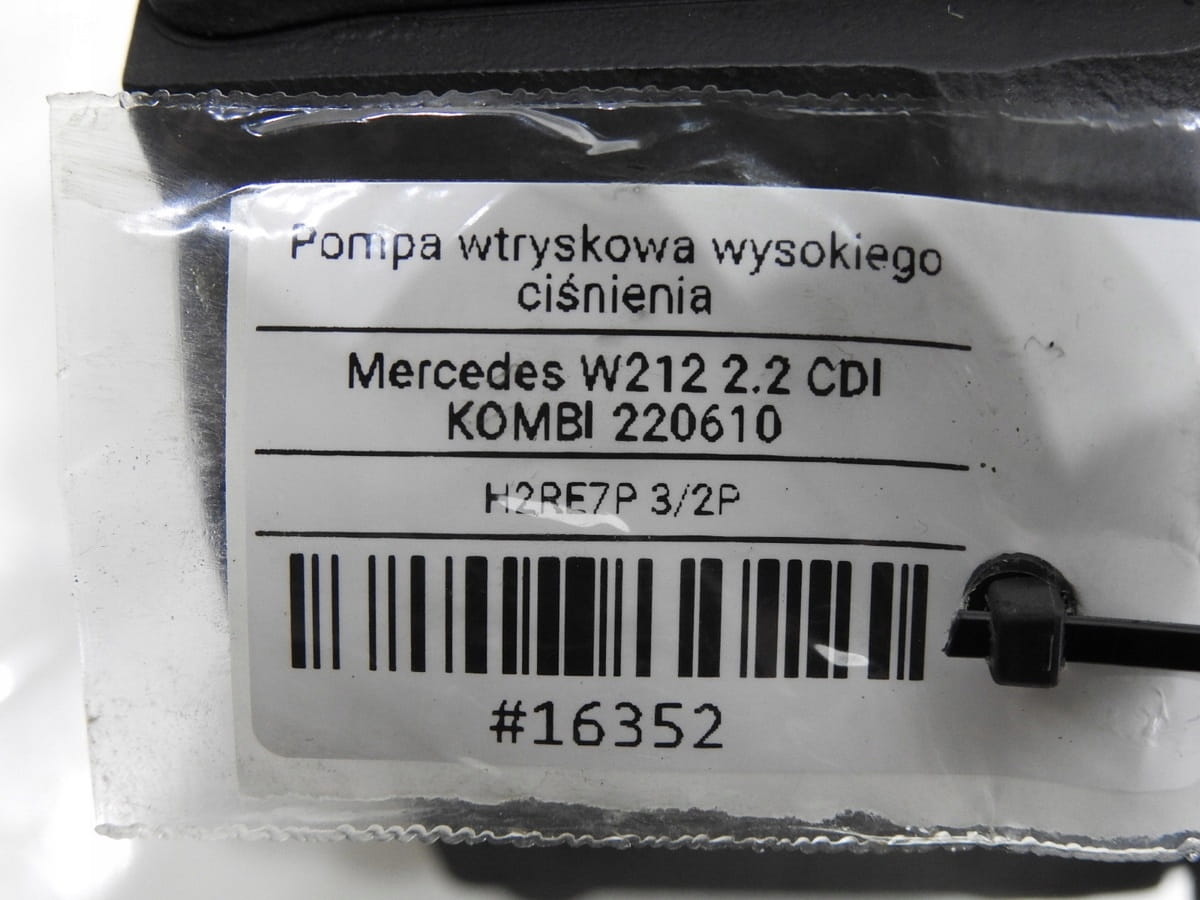 Pompa wtryskowa wysokiego
ciśnienia
Mercedes W212 2.2 CDI
KOMBI 220610
H2RE7P 3/2P
#16352